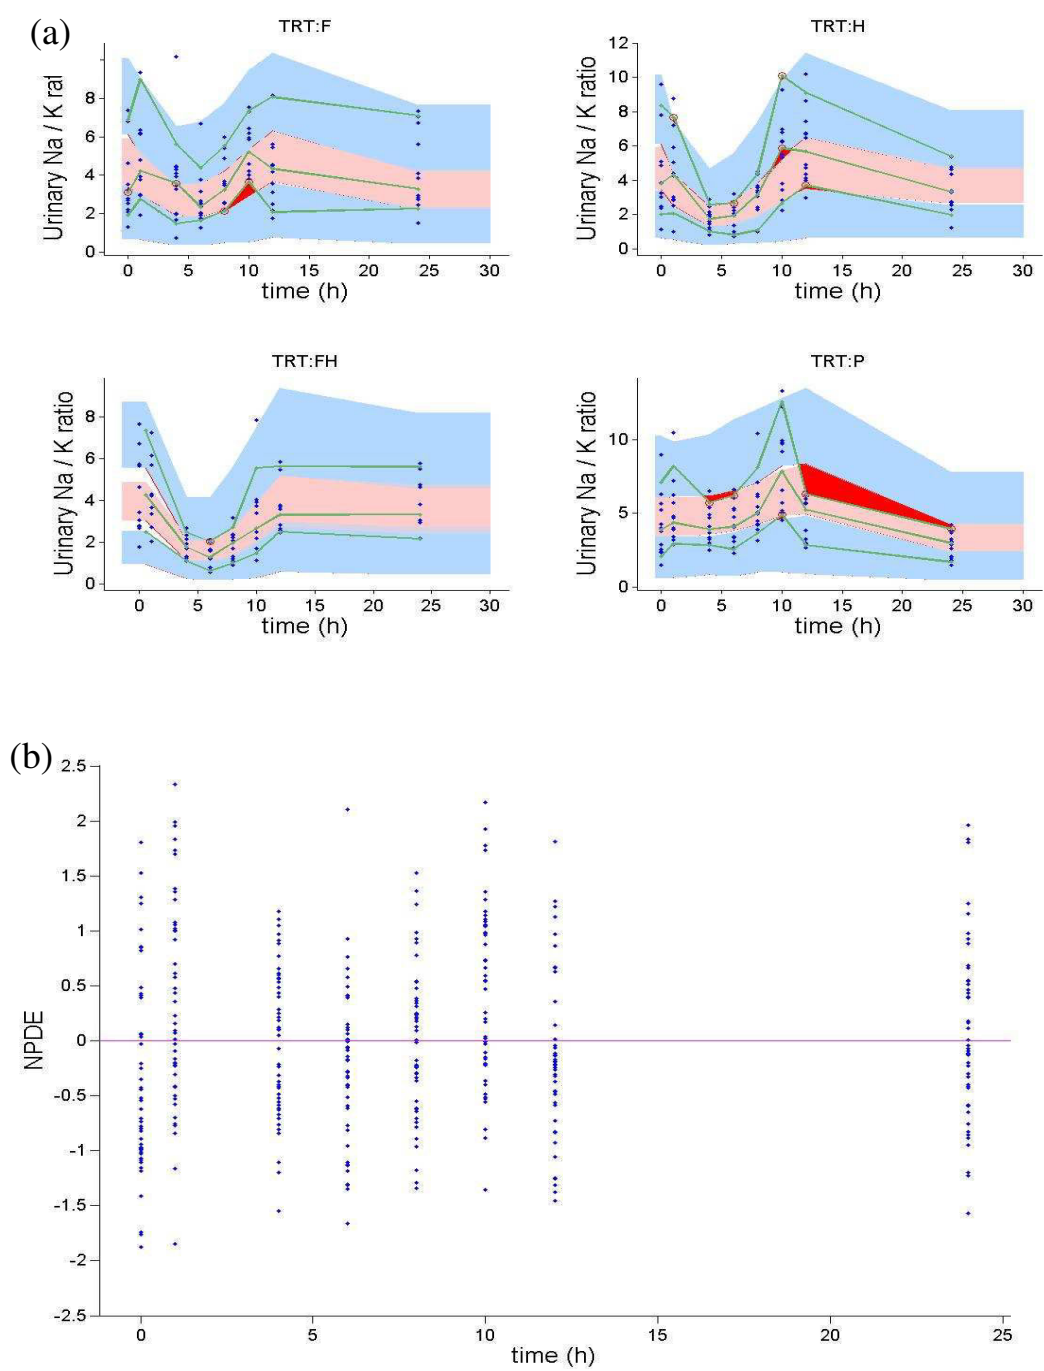 (a)
TRT:F
Urinary Na / K ral
8
6
4
2
0
0 5 10 15 20 25 30
time (h)
TRT:H
Urinary Na / K ratio
12
10
8
6
4
2
0
0 5 10 15 20 25 30
time (h)
TRT:FH
Urinary Na / K ratio
8
6
4
2
0
0 5 10 15 20 25 30
time (h)
TRT:P
Urinary Na / K ratio
10
5
0
0 5 10 15 20 25 30
time (h)
(b)
NPDE
2.5
2
1.5
1
0.5
0
-0.5
-1
-1.5
-2
-2.5
0 5 10 15 20 25
time (h)